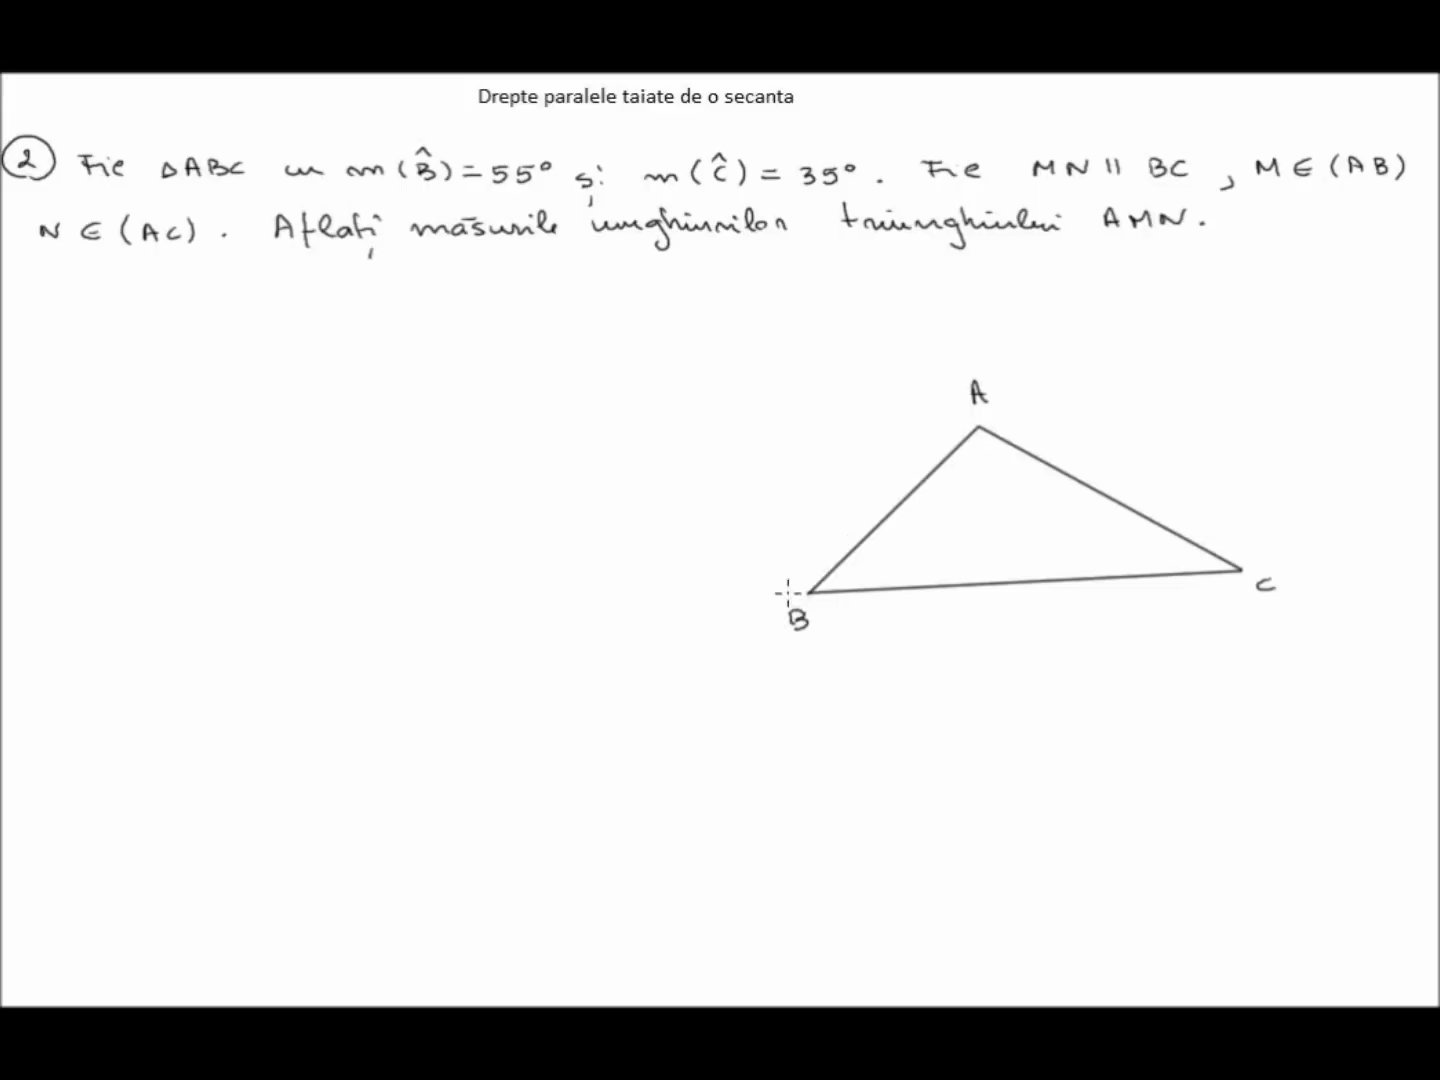 Drepte paralele taiate de o secanta
2 Fie ΔABC cu m(B̂)=55° și m(Ĉ) = 35°. Fie MN || BC, M∈(AB)
N∈(AC). Aflați măsurile unghiurilor triunghiului AMN.
A
C
B